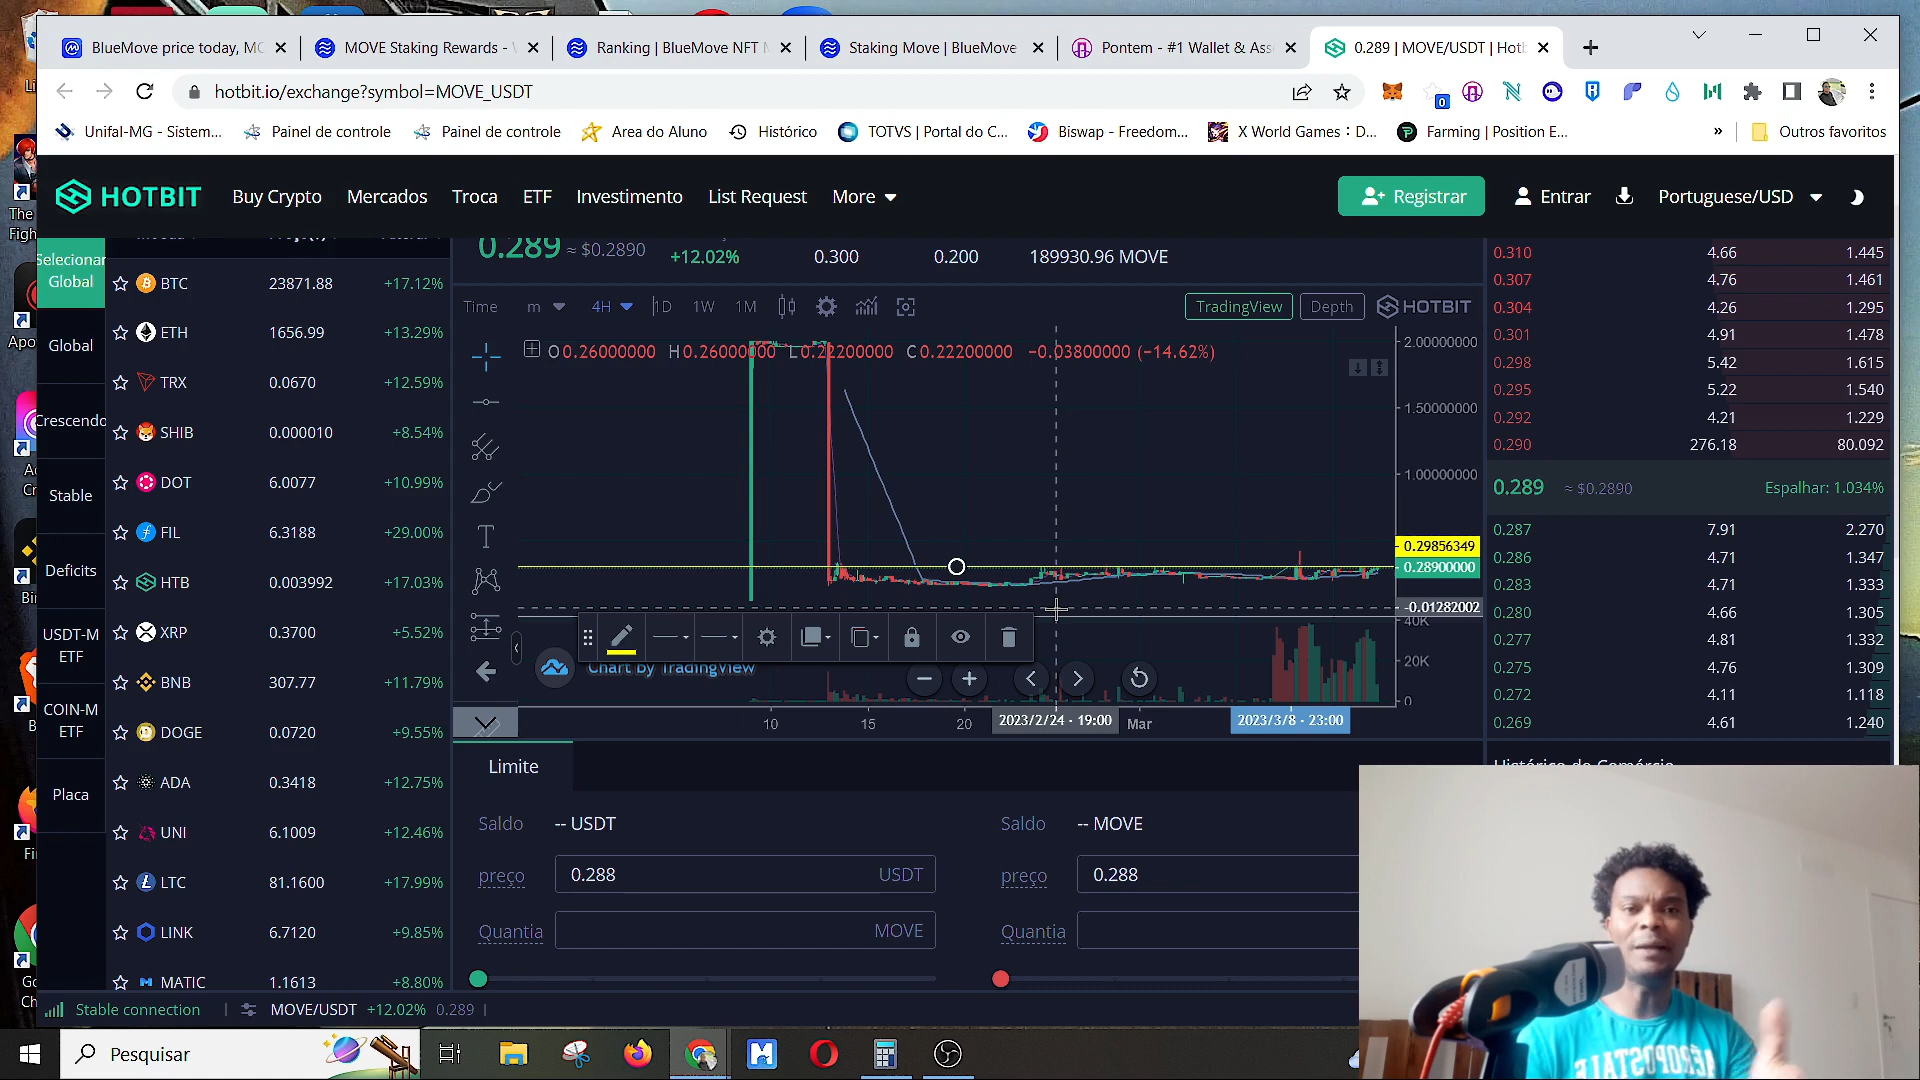 BlueMove price today, MO
MOVE Staking Rewards -
Ranking | BlueMove NFT
Staking Move | BlueMove
Pontem - #1 Wallet & Ass
0.289 | MOVE/USDT | Hotb
hotbit.io/exchange?symbol=MOVE_USDT
0
Unifal-MG - Sistem...
Painel de controle
Painel de controle
Area do Aluno
Histórico
TOTVS | Portal do C...
Biswap - Freedom...
X World Games : D...
Farming | Position E...
»
Outros favoritos
HOTBIT
Buy Crypto
Mercados
Troca
ETF
Investimento
List Request
More
Registrar
Entrar
Portuguese/USD
Selecionar
Global
Global
Crescendo
Stable
Deficits
USDT-M
ETF
COIN-M
ETF
Placa
BTC 23871.88 +17.12%
ETH 1656.99 +13.29%
TRX 0.0670 +12.59%
SHIB 0.000010 +8.54%
DOT 6.0077 +10.99%
FIL 6.3188 +29.00%
HTB 0.003992 +17.03%
XRP 0.3700 +5.52%
BNB 307.77 +11.79%
DOGE 0.0720 +9.55%
ADA 0.3418 +12.75%
UNI 6.1009 +12.46%
LTC 81.1600 +17.99%
LINK 6.7120 +9.85%
MATIC 1.1613 +8.80%
0.289 ≈ $0.2890 +12.02% 0.300 0.200 189930.96 MOVE
Time m 4H 1D 1W 1M
TradingView
Depth
HOTBIT
O0.26000000 H0.26000000 L0.22200000 C0.22200000 −0.03800000 (−14.62%)
2.00000000
1.50000000
1.00000000
0.29856349
0.28900000
-0.01282002
40K
20K
0
Chart by TradingView
10 15 20 2023/2/24 - 19:00 Mar 2023/3/8 - 23:00
0.310 4.66 1.445
0.307 4.76 1.461
0.304 4.26 1.295
0.301 4.91 1.478
0.298 5.42 1.615
0.295 5.22 1.540
0.292 4.21 1.229
0.290 276.18 80.092
0.289 ≈ $0.2890 Espalhar: 1.034%
0.287 7.91 2.270
0.286 4.71 1.347
0.283 4.71 1.333
0.280 4.66 1.305
0.277 4.81 1.332
0.275 4.76 1.309
0.272 4.11 1.118
0.269 4.61 1.240
Histórico do Comércio
Limite
Saldo -- USDT
preço 0.288 USDT
Quantia MOVE
Saldo -- MOVE
preço 0.288
Quantia
Stable connection
MOVE/USDT +12.02% 0.289
Pesquisar
The
Figh
Apo
Bin
Fin
Go
Ch